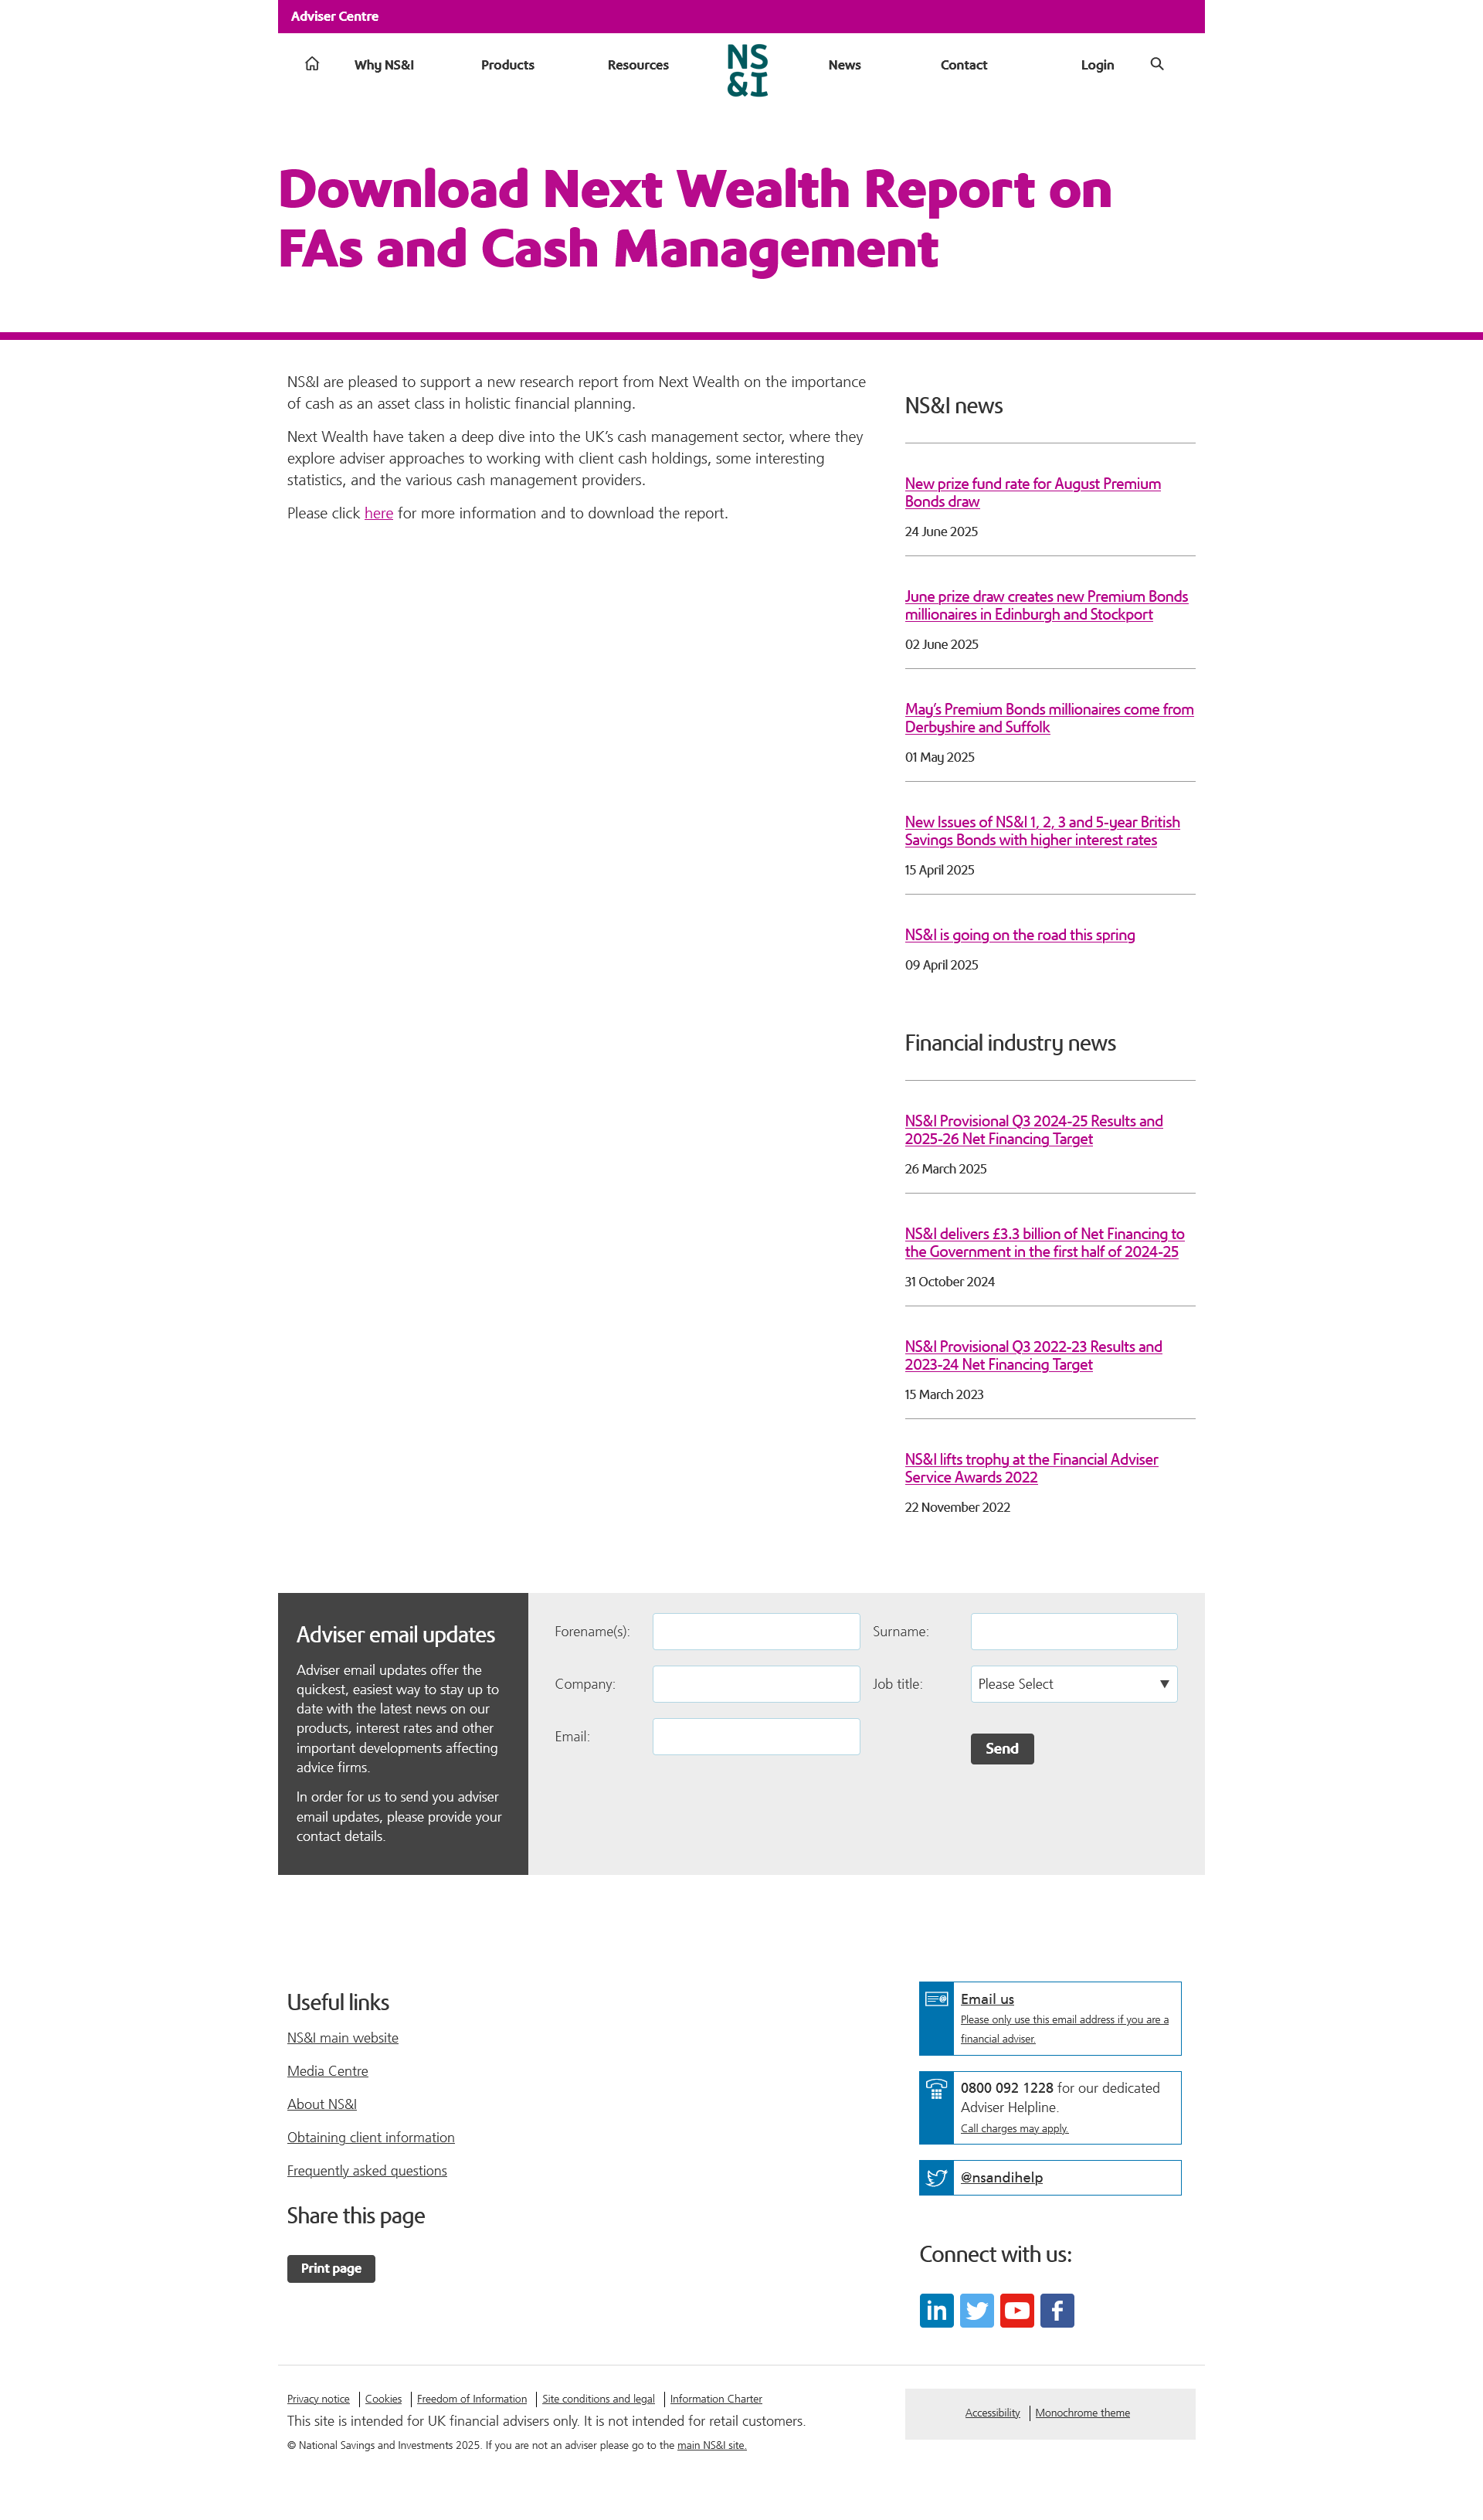 Adviser Centre
Why NS&I
Products
Resources
NS
&I
News
Contact
Login
Download Next Wealth Report on
FAs and Cash Management
NS&I are pleased to support a new research report from Next Wealth on the importance
of cash as an asset class in holistic financial planning.
Next Wealth have taken a deep dive into the UK’s cash management sector, where they
explore adviser approaches to working with client cash holdings, some interesting
statistics, and the various cash management providers.
Please click here for more information and to download the report.
NS&I news
New prize fund rate for August Premium
Bonds draw
24 June 2025
June prize draw creates new Premium Bonds
millionaires in Edinburgh and Stockport
02 June 2025
May’s Premium Bonds millionaires come from
Derbyshire and Suffolk
01 May 2025
New Issues of NS&I 1, 2, 3 and 5-year British
Savings Bonds with higher interest rates
15 April 2025
NS&I is going on the road this spring
09 April 2025
Financial industry news
NS&I Provisional Q3 2024-25 Results and
2025-26 Net Financing Target
26 March 2025
NS&I delivers £3.3 billion of Net Financing to
the Government in the first half of 2024-25
31 October 2024
NS&I Provisional Q3 2022-23 Results and
2023-24 Net Financing Target
15 March 2023
NS&I lifts trophy at the Financial Adviser
Service Awards 2022
22 November 2022
Adviser email updates
Adviser email updates offer the
quickest, easiest way to stay up to
date with the latest news on our
products, interest rates and other
important developments affecting
advice firms.
In order for us to send you adviser
email updates, please provide your
contact details.
Forename(s):
Surname:
Company:
Job title:
Please Select
Email:
Send
Useful links
NS&I main website
Media Centre
About NS&I
Obtaining client information
Frequently asked questions
Share this page
Print page
Email us
Please only use this email address if you are a
financial adviser.
0800 092 1228 for our dedicated
Adviser Helpline.
Call charges may apply.
@nsandihelp
Connect with us:
Privacy notice
Cookies
Freedom of Information
Site conditions and legal
Information Charter
This site is intended for UK financial advisers only. It is not intended for retail customers.
© National Savings and Investments 2025. If you are not an adviser please go to the main NS&I site.
Accessibility
Monochrome theme